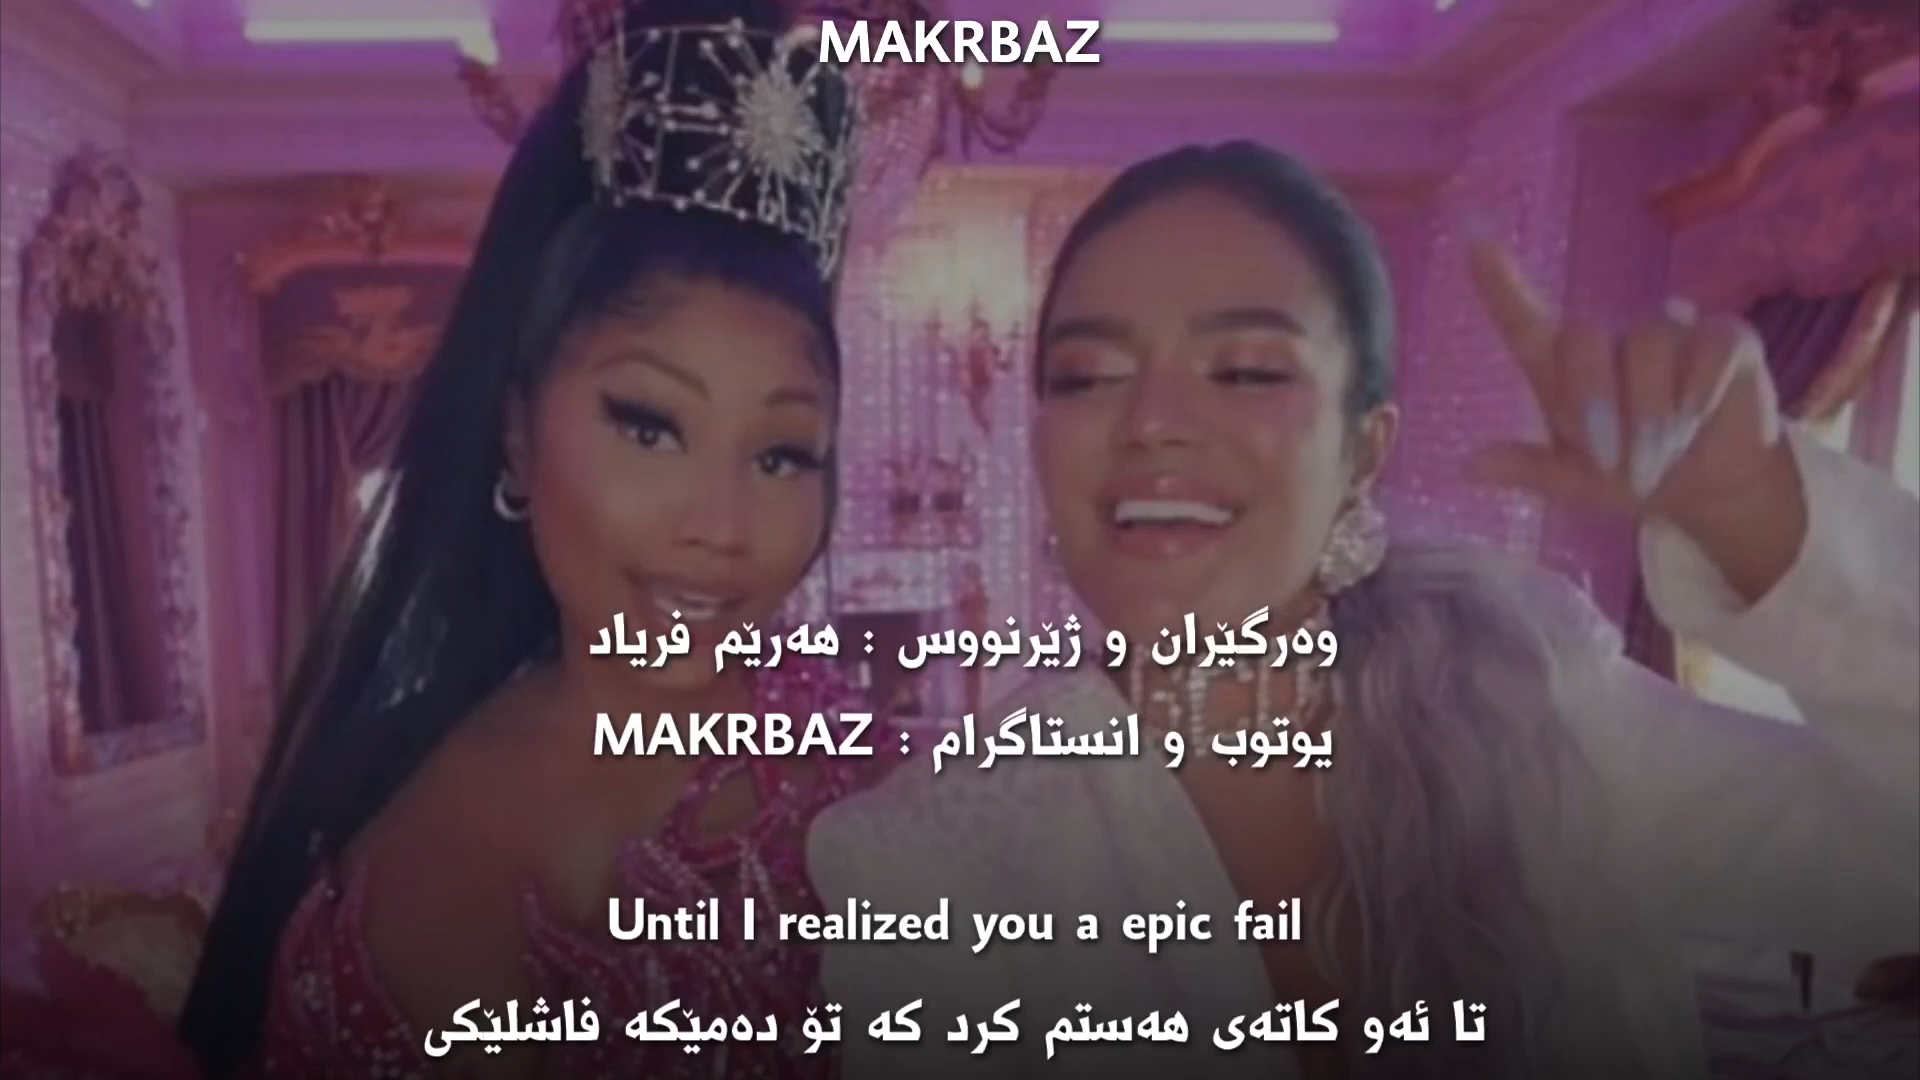 MAKRBAZ
وەرگێران و ژێرنووس : هەرێم فریاد
یوتوب و انستاگرام : MAKRBAZ
Until I realized you a epic fail
تا ئەو کاتەی هەستم کرد کە تۆ دەمێکە فاشلێکی